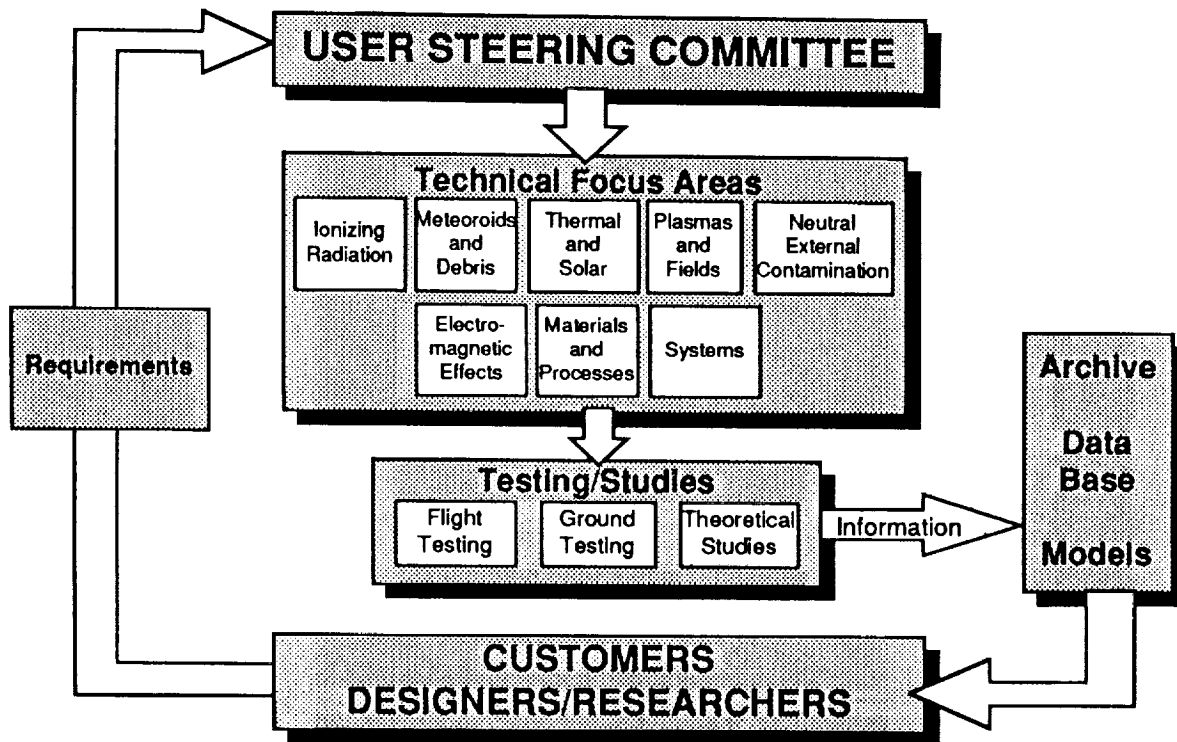 USER STEERING COMMITTEE
Technical Focus Areas
Ionizing
Radiation
Meteoroids
and
Debris
Thermal
and
Solar
Plasmas
and
Fields
Neutral
External
Contamination
Electro-
magnetic
Effects
Materials
and
Processes
Systems
Requirements
Archive
Data
Base
Models
Testing/Studies
Flight
Testing
Ground
Testing
Theoretical
Studies
Information
CUSTOMERS
DESIGNERS/RESEARCHERS